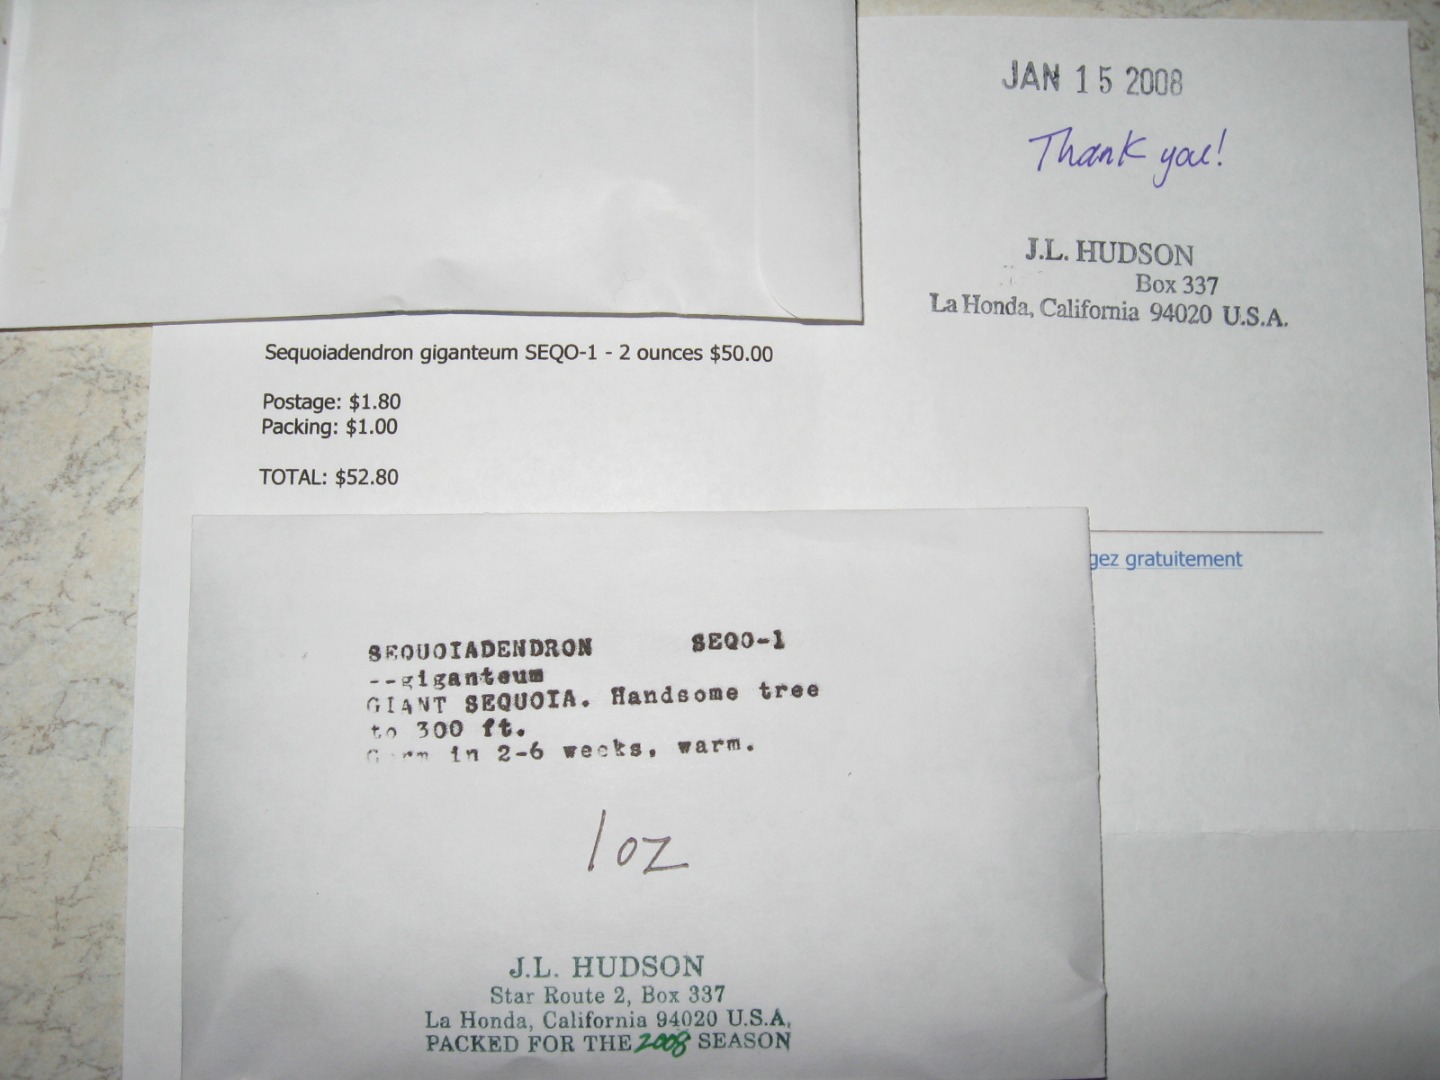 JAN 15 2008
Thank you!
J.L. HUDSON
Box 337
La Honda, California 94020 U.S.A.
Sequoiadendron giganteum SEQO-1 - 2 ounces $50.00
Postage: $1.80
Packing: $1.00
TOTAL: $52.80
gez gratuitement
SEQUOIADENDRON SEQO-1
--giganteum
GIANT SEQUOIA. Handsome tree
to 300 ft.
Germ in 2-6 weeks, warm.
1 oz
J.L. HUDSON
Star Route 2, Box 337
La Honda, California 94020 U.S.A.
PACKED FOR THE 2008 SEASON